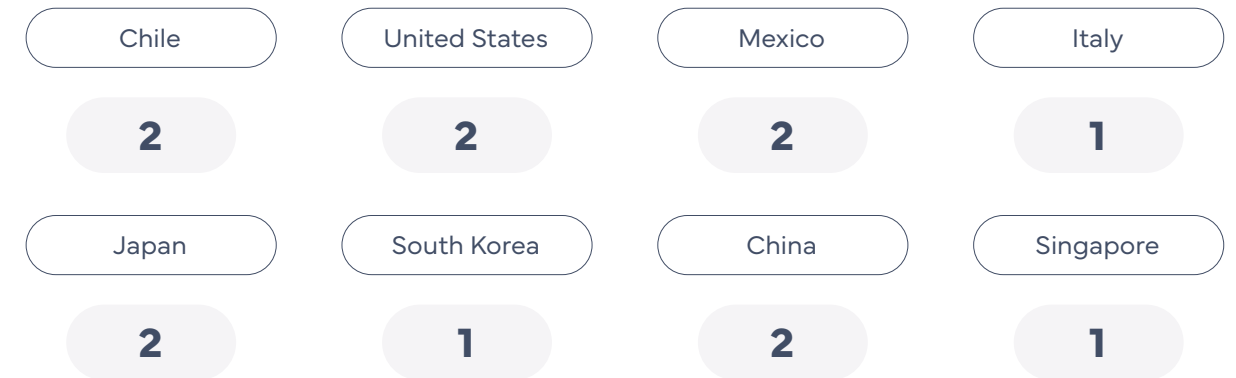 Chile United States Mexico Italy
2 2 2 1
Japan South Korea China Singapore
2 1 2 1